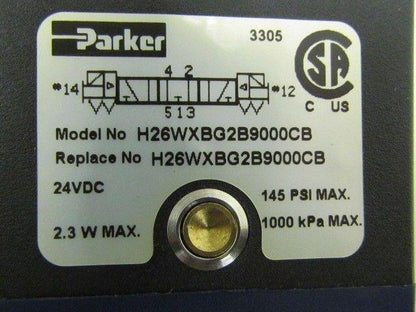 Parker
3305
SA
C US
4 2
*14
*12
5 1 3
Model No H26WXBG2B9000CB
Replace No H26WXBG2B9000CB
24VDC
145 PSI MAX.
2.3 W MAX.
1000 kPa MAX.